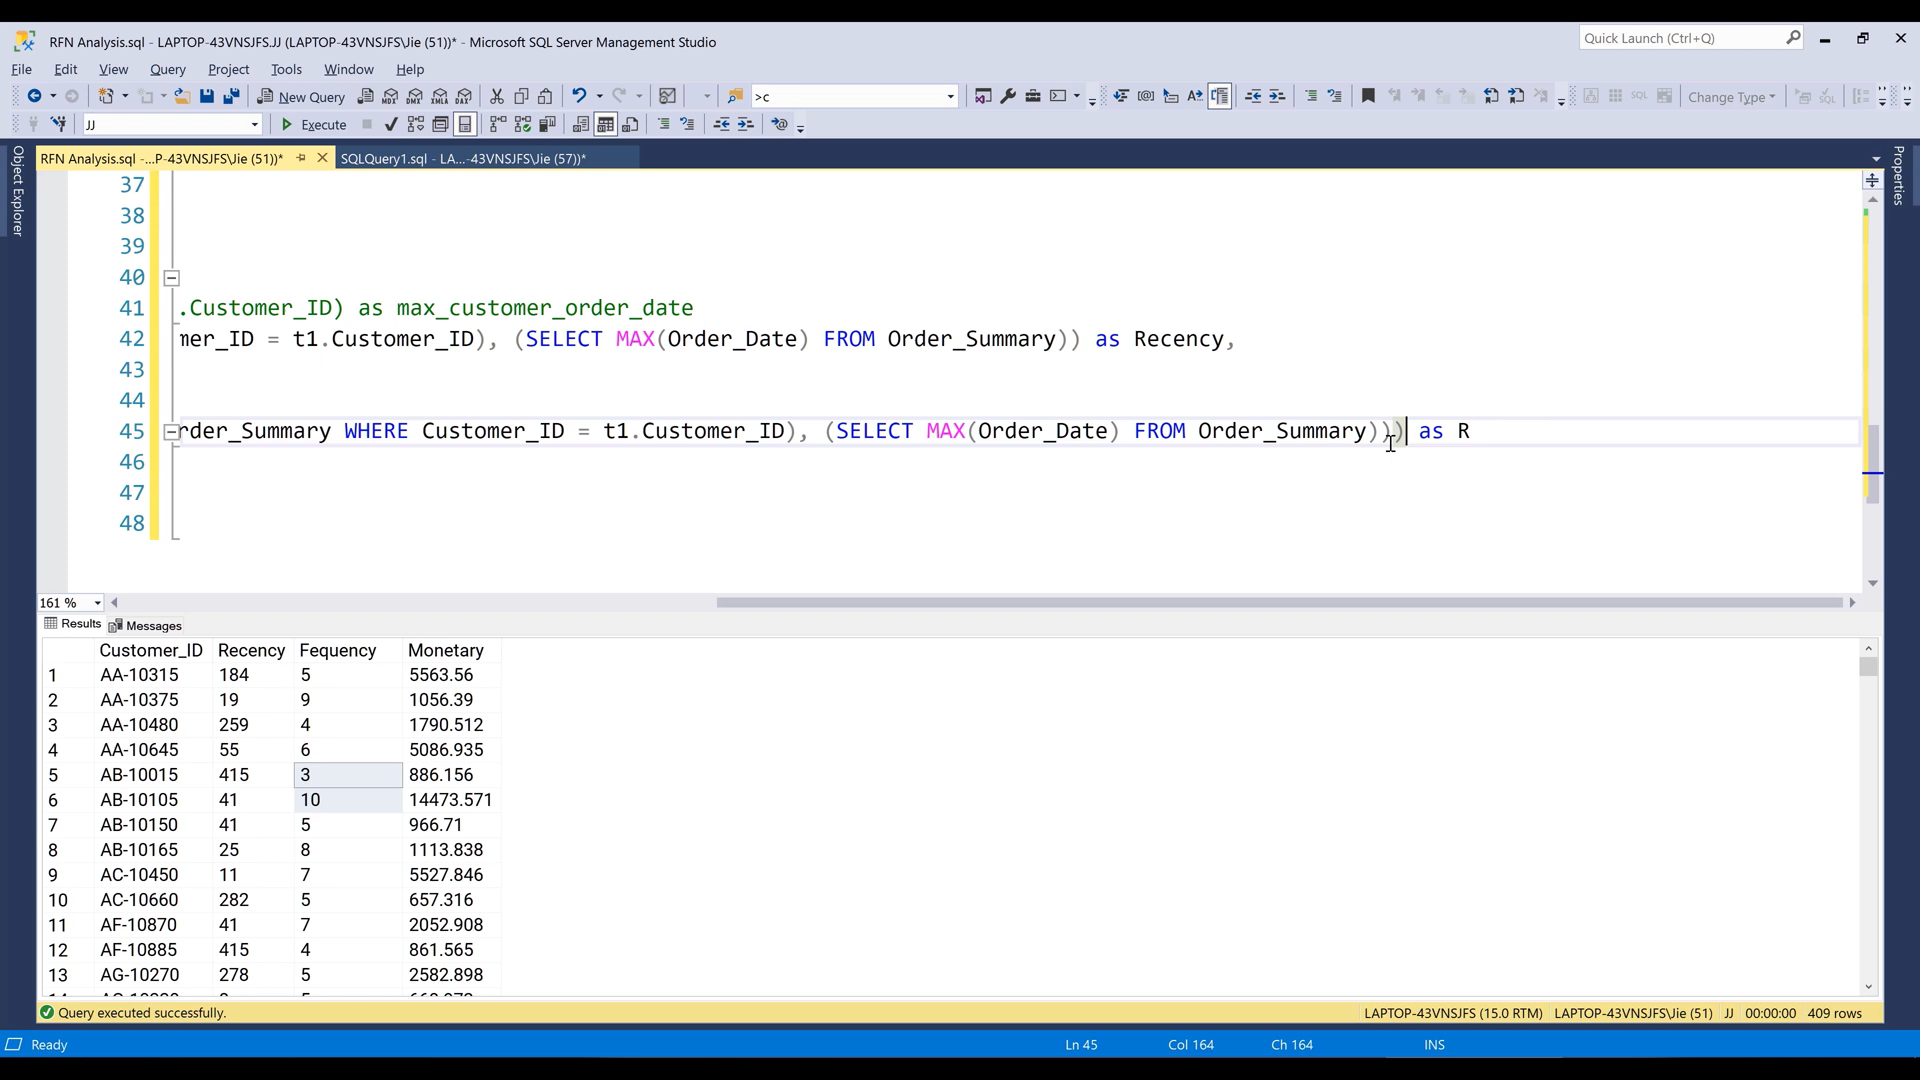 RFN Analysis.sql - LAPTOP-43VNSJFS.JJ (LAPTOP-43VNSJFS\Jie (51))* - Microsoft SQL Server Management Studio
Quick Launch (Ctrl+Q)
File Edit View Query Project Tools Window Help
New Query MDX DMX XMLA DAX >c Change Type
JJ Execute
RFN Analysis.sql -...P-43VNSJFS\Jie (51))* SQLQuery1.sql - LA...-43VNSJFS\Jie (57))*
Object Explorer
Properties
37
38
39
40
41 .Customer_ID) as max_customer_order_date
42 mer_ID = t1.Customer_ID), (SELECT MAX(Order_Date) FROM Order_Summary)) as Recency,
43
44
45 rder_Summary WHERE Customer_ID = t1.Customer_ID), (SELECT MAX(Order_Date) FROM Order_Summary))) as R
46
47
48
161 %
Results Messages
Customer_ID Recency Fequency Monetary
1 AA-10315 184 5 5563.56
2 AA-10375 19 9 1056.39
3 AA-10480 259 4 1790.512
4 AA-10645 55 6 5086.935
5 AB-10015 415 3 886.156
6 AB-10105 41 10 14473.571
7 AB-10150 41 5 966.71
8 AB-10165 25 8 1113.838
9 AC-10450 11 7 5527.846
10 AC-10660 282 5 657.316
11 AF-10870 41 7 2052.908
12 AF-10885 415 4 861.565
13 AG-10270 278 5 2582.898
Query executed successfully. LAPTOP-43VNSJFS (15.0 RTM) LAPTOP-43VNSJFS\Jie (51) JJ 00:00:00 409 rows
Ready Ln 45 Col 164 Ch 164 INS